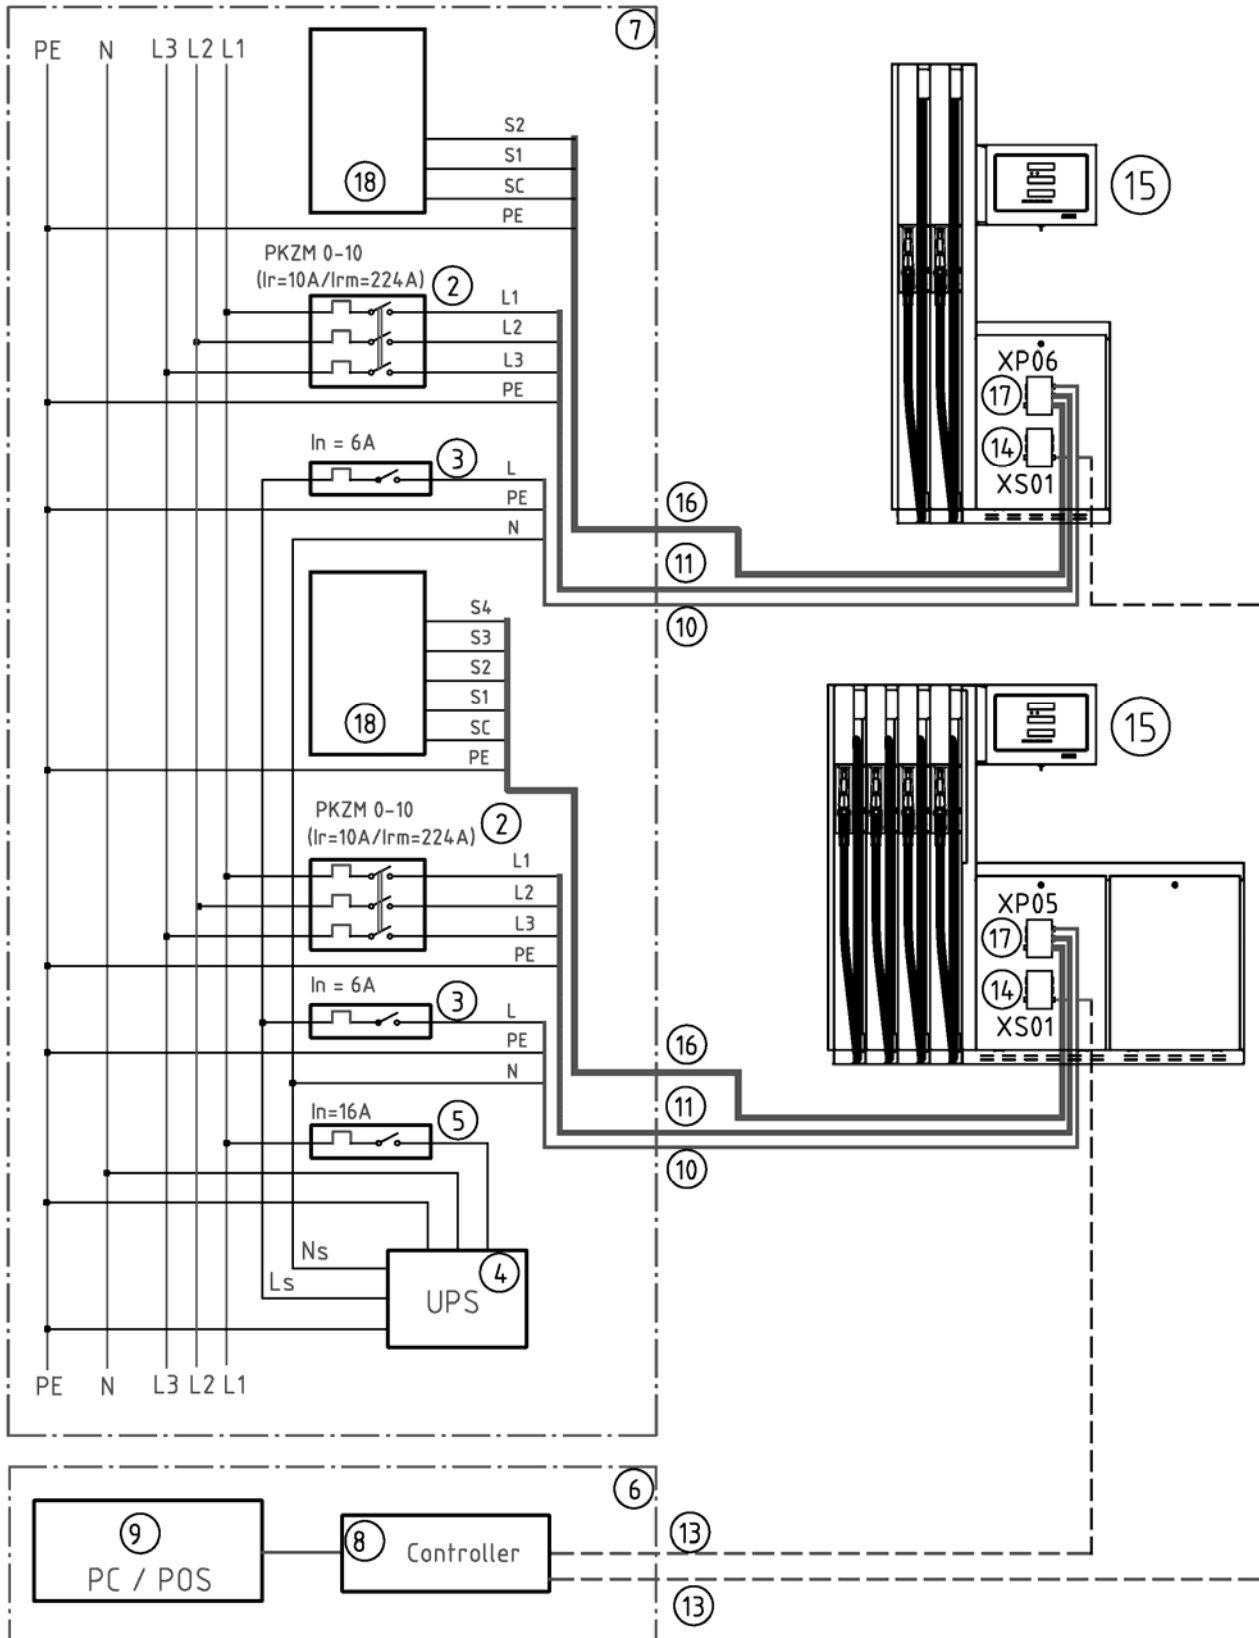 7
PE N L3 L2 L1
S2
S1
18
SC
PE
15
PKZM 0-10
(Ir=10A/Irm=224A)
2
L1
L2
L3
PE
XP06
17
14
XS01
In = 6A
3
L
PE
N
16
11
10
S4
S3
S2
S1
18
SC
PE
15
PKZM 0-10
(Ir=10A/Irm=224A)
2
L1
L2
L3
PE
XP05
17
14
XS01
In = 6A
3
L
PE
N
16
11
10
In=16A
5
Ns
Ls
4
UPS
PE N L3 L2 L1
6
9
PC / POS
8 Controller
13
13